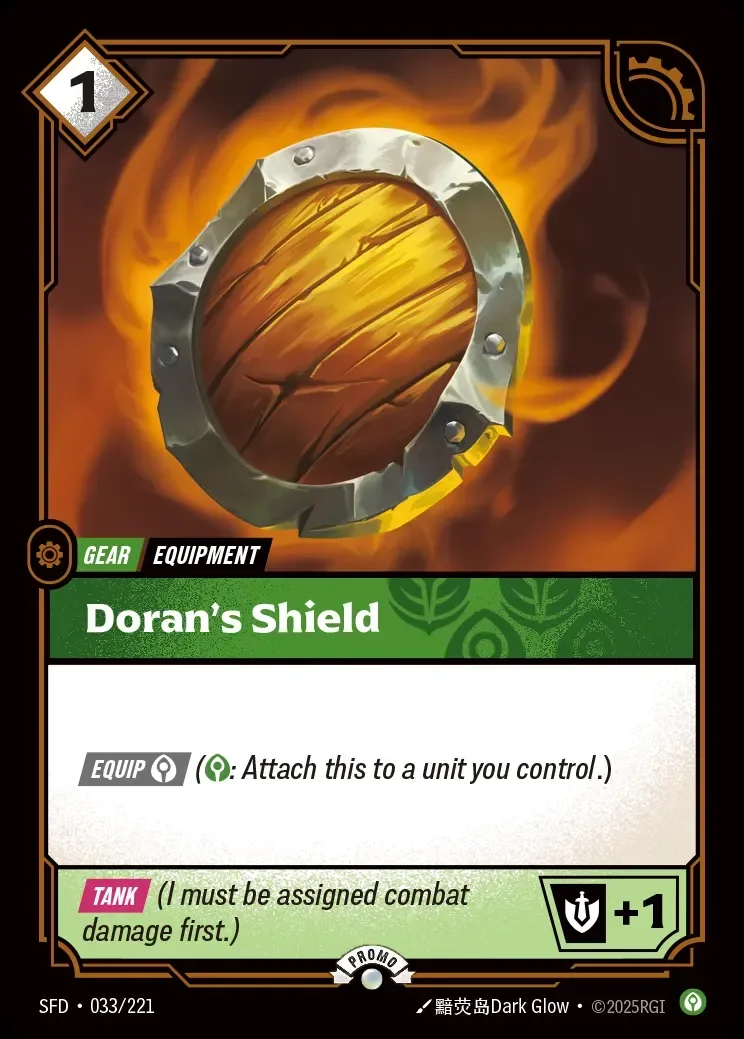 1
GEAR EQUIPMENT
Doran's Shield
EQUIP (: Attach this to a unit you control.)
TANK (I must be assigned combat
damage first.)
+1
PROMO
SFD • 033/221
黯荧岛Dark Glow • ©2025RGI